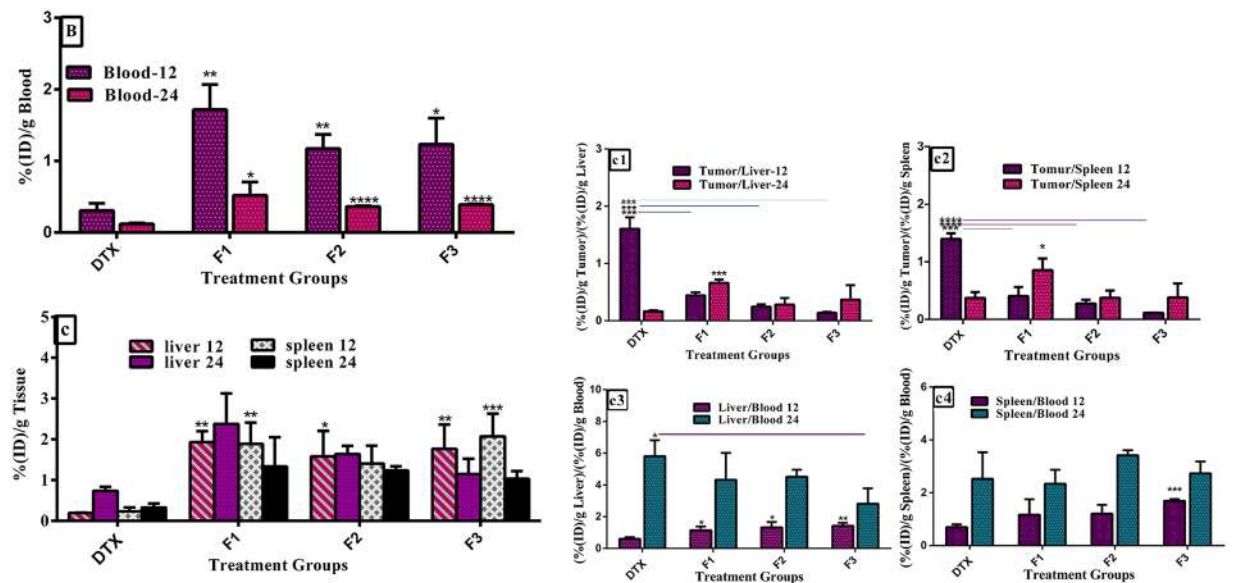 B
Blood-12
Blood-24
%(ID)/g Blood
3
2
1
0
**
*
**
****
*
****
DTX
F1
F2
F3
Treatment Groups
c
liver 12
liver 24
spleen 12
spleen 24
%(ID)/g Tissue
5
4
3
2
1
0
**
**
*
**
***
DTX
F1
F2
F3
Treatment Groups
c1
Tumor/Liver-12
Tumor/Liver-24
(%(ID)/g Tumor)/(%(ID)/g Liver)
3
2
1
0
***
***
***
***
DTX
F1
F2
F3
Treatment Groups
c2
Tomur/Spleen 12
Tumor/Spleen 24
(%(ID)/g Tumor)/(%(ID)/g Spleen
3
2
1
0
****
****
***
*
DTX
F1
F2
F3
Treatment Groups
c3
Liver/Blood 12
Liver/Blood 24
(%(ID)/g Liver)/(%(ID)/g Blood)
10
8
6
4
2
0
*
*
*
**
DTX
F1
F2
F3
Treatment Groups
c4
Spleen/Blood 12
Spleen/Blood 24
(%(ID)/g Spleen)/(%(ID)/g Blood)
6
4
2
0
***
DTX
F1
F2
F3
Treatment Groups